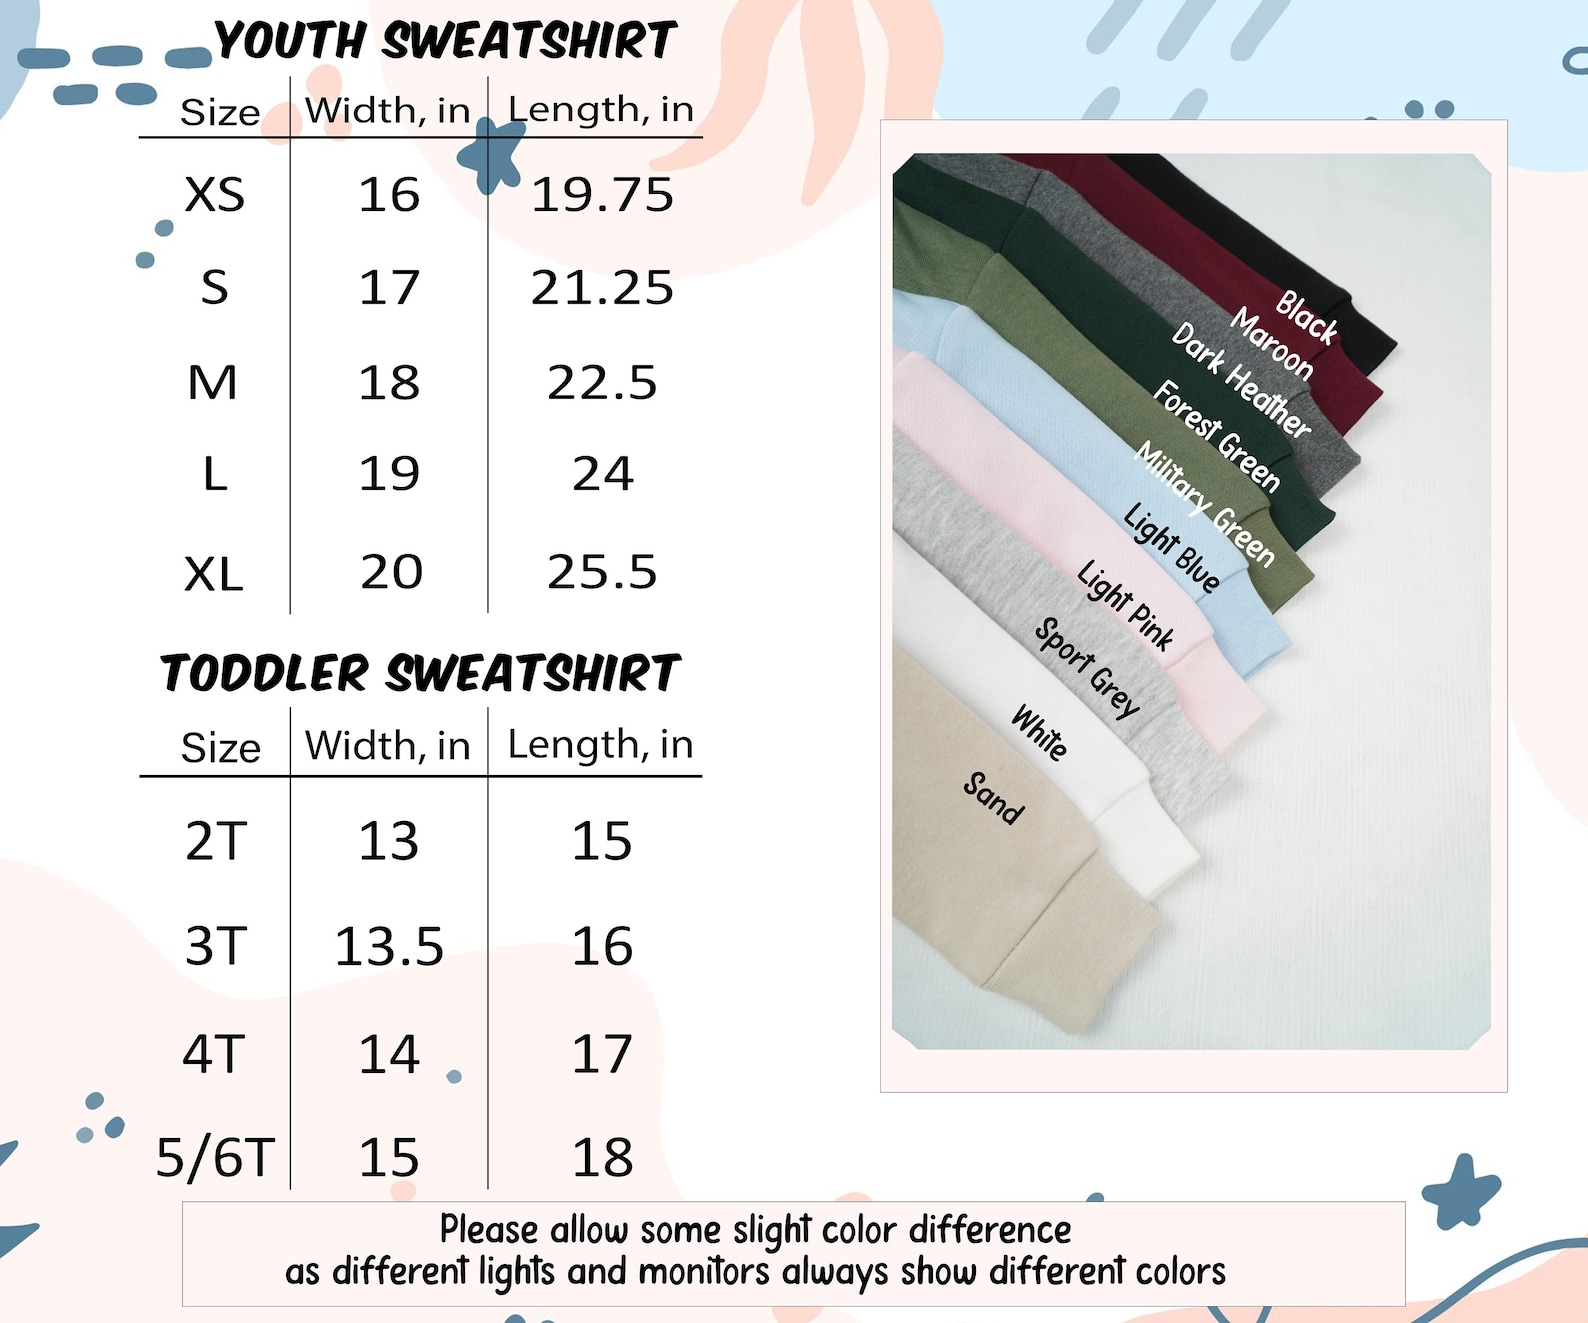 YOUTH SWEATSHIRT
Size Width, in Length, in
XS 16 19.75
S 17 21.25
M 18 22.5
L 19 24
XL 20 25.5
TODDLER SWEATSHIRT
Size Width, in Length, in
2T 13 15
3T 13.5 16
4T 14 17
5/6T 15 18
Black
Maroon
Dark Heather
Forest Green
Military Green
Light Blue
Light Pink
Sport Grey
White
Sand
Please allow some slight color difference
as different lights and monitors always show different colors